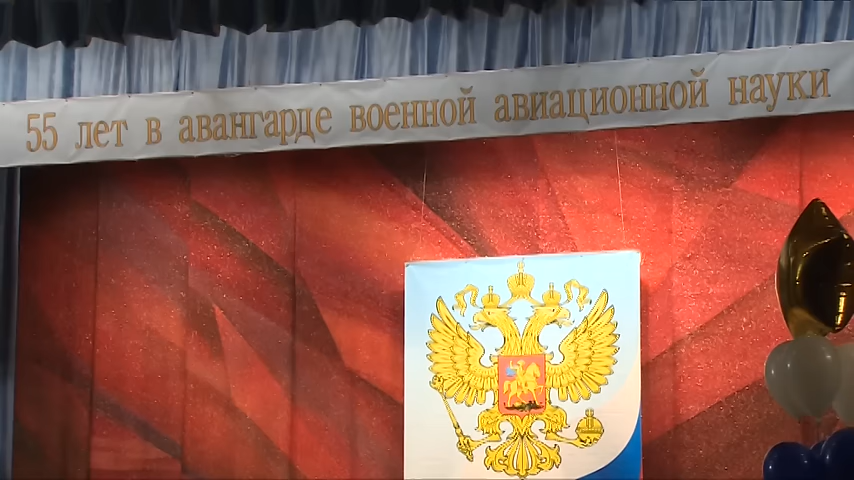 55 лет в авангарде военной авиационной науки